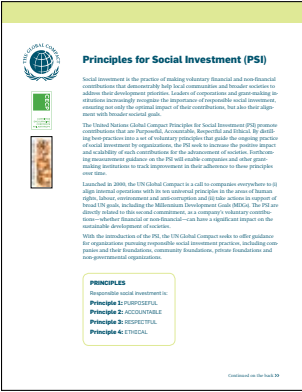 THE GLOBAL COMPACT
Principles for Social Investment (PSI)
Social investment is the practice of making voluntary financial and non-financial
contributions that demonstrably help local communities and broader societies to
address their development priorities. Leaders of corporations and grant-making in-
stitutions increasingly recognize the importance of responsible social investment,
ensuring not only the optimal impact of their contributions, but also their align-
ment with broader societal goals.
The United Nations Global Compact Principles for Social Investment (PSI) promote
contributions that are Purposeful, Accountable, Respectful and Ethical. By distill-
ing best-practices into a set of voluntary principles that guide the ongoing practice
of social investment by organizations, the PSI seek to increase the positive impact
and scalability of such contributions for the advancement of societies. Forthcom-
ing measurement guidance on the PSI will enable companies and other grant-
making institutions to track improvement in their adherence to these principles
over time.
Launched in 2000, the UN Global Compact is a call to companies everywhere to (i)
align internal operations with its ten universal principles in the areas of human
rights, labour, environment and anti-corruption and (ii) take actions in support of
broad UN goals, including the Millennium Development Goals (MDGs). The PSI are
directly related to this second commitment, as a company's voluntary contribu-
tions—whether financial or non-financial—can have a significant impact on the
sustainable development of societies.
With the introduction of the PSI, the UN Global Compact seeks to offer guidance
for organizations pursuing responsible social investment practices, including com-
panies and their foundations, community foundations, private foundations and
non-governmental organizations.
PRINCIPLES
Responsible social investment is:
Principle 1: PURPOSEFUL
Principle 2: ACCOUNTABLE
Principle 3: RESPECTFUL
Principle 4: ETHICAL
Continued on the back >>